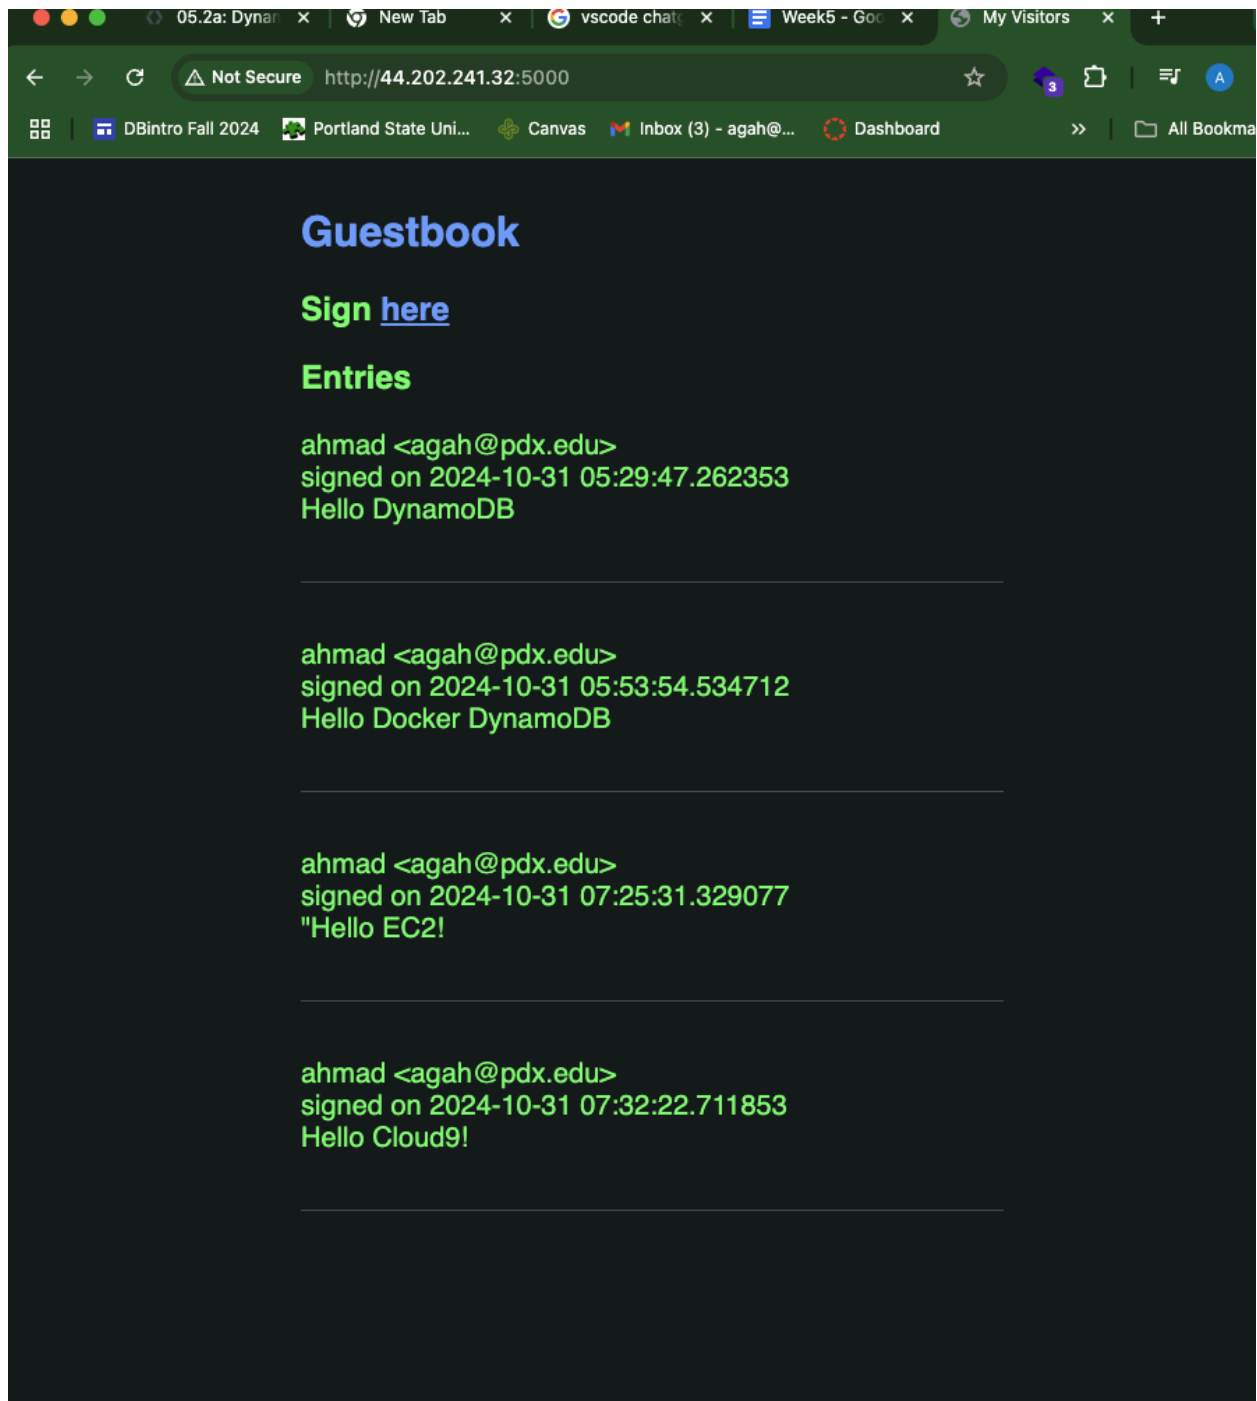 05.2a: Dynan
New Tab
vscode chatg
Week5 - Goo
My Visitors
Not Secure http://44.202.241.32:5000
3
A
DBintro Fall 2024
Portland State Uni...
Canvas
Inbox (3) - agah@...
Dashboard
All Bookma
Guestbook
Sign here
Entries
ahmad <agah@pdx.edu>
signed on 2024-10-31 05:29:47.262353
Hello DynamoDB
ahmad <agah@pdx.edu>
signed on 2024-10-31 05:53:54.534712
Hello Docker DynamoDB
ahmad <agah@pdx.edu>
signed on 2024-10-31 07:25:31.329077
"Hello EC2!
ahmad <agah@pdx.edu>
signed on 2024-10-31 07:32:22.711853
Hello Cloud9!